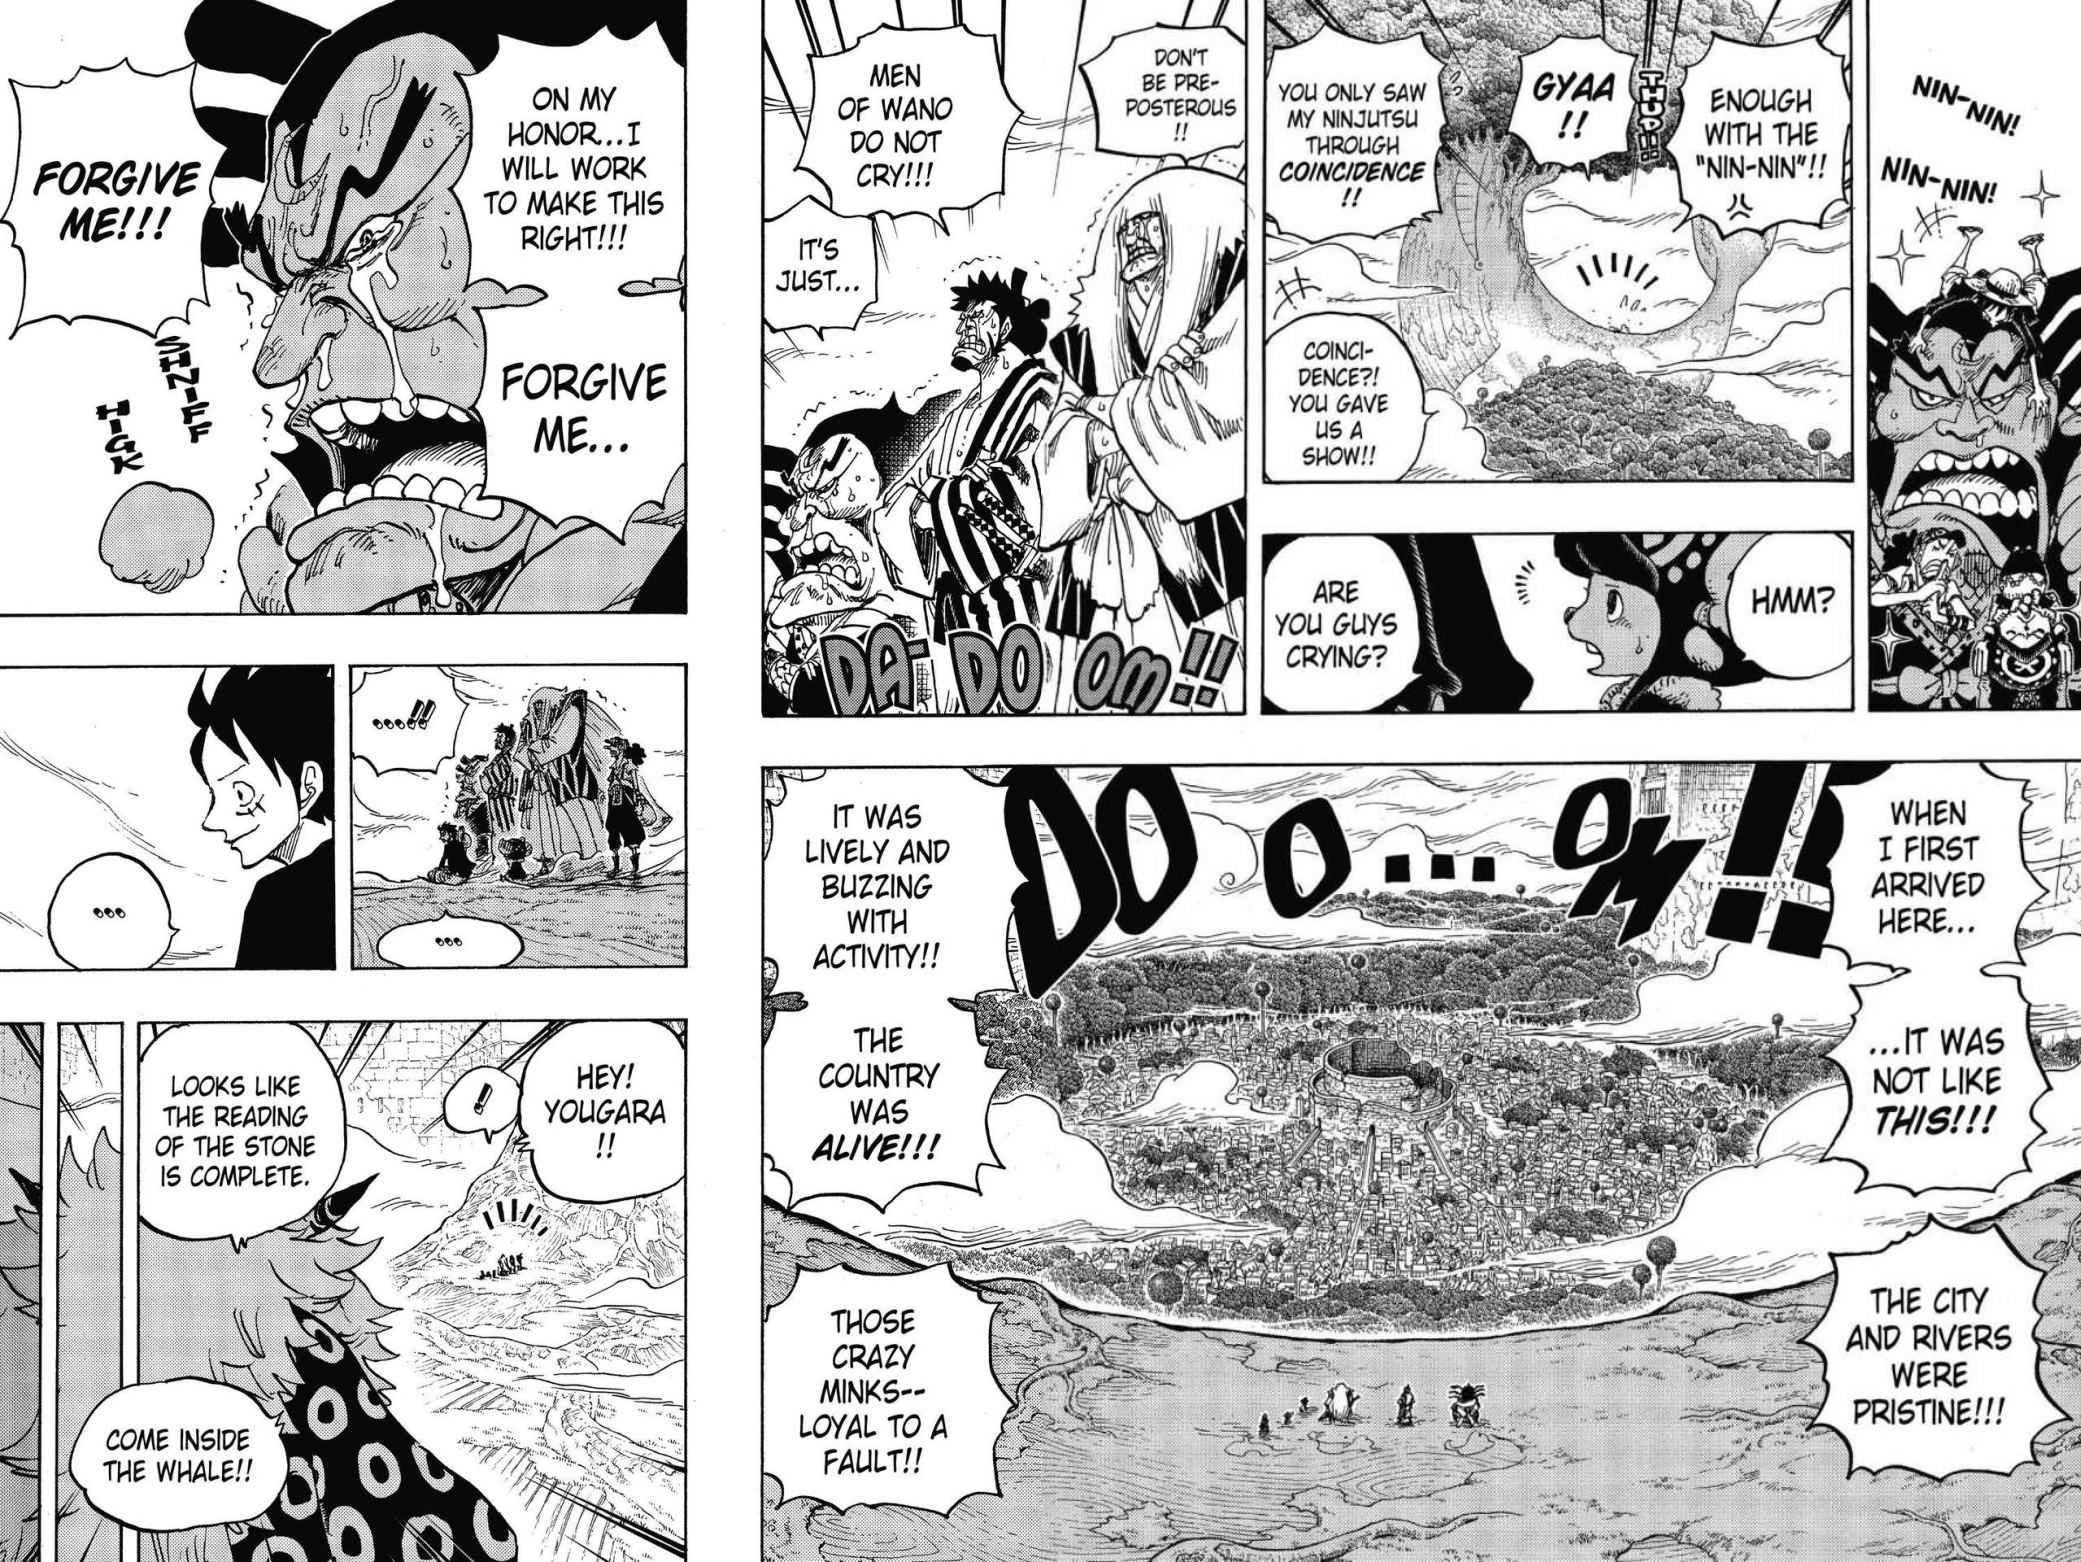 NIN-
NIN!
NIN-NIN!
ENOUGH
WITH THE
"NIN-NIN"!!
THP!!
GYAA
!!
YOU ONLY SAW
MY NINJUTSU
THROUGH
COINCIDENCE
!!
COINCI-
DENCE?!
YOU GAVE
US A
SHOW!!
HMM?
ARE
YOU GUYS
CRYING?
DON'T
BE PRE-
POSTEROUS
!!
MEN
OF WANO
DO NOT
CRY!!!
IT'S
JUST...
DA-DOOM!!
WHEN
I FIRST
ARRIVED
HERE...
...IT WAS
NOT LIKE
THIS!!!
THE CITY
AND RIVERS
WERE
PRISTINE!!!
DOO...OM!!
IT WAS
LIVELY AND
BUZZING
WITH
ACTIVITY!!
THE
COUNTRY
WAS
ALIVE!!!
THOSE
CRAZY
MINKS--
LOYAL TO A
FAULT!!
ON MY
HONOR...I
WILL WORK
TO MAKE THIS
RIGHT!!!
FORGIVE
ME...
FORGIVE
ME!!!
SHNIFF
HIGK
...!!
...
...
HEY!
YOUGARA
!!
!
LOOKS LIKE
THE READING
OF THE STONE
IS COMPLETE.
COME INSIDE
THE WHALE!!